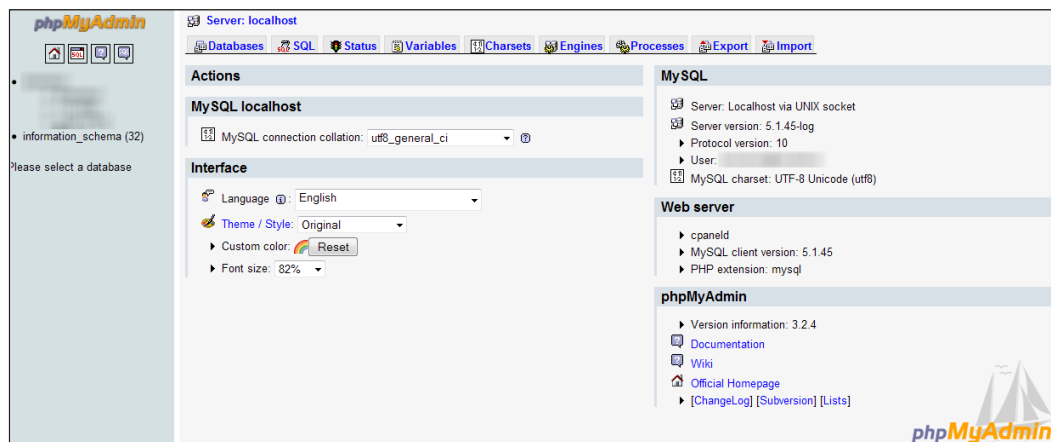 phpMyAdmin
SQL
information_schema (32)
Please select a database
Server: localhost
Databases SQL Status Variables Charsets Engines Processes Export Import
Actions
MySQL localhost
MySQL connection collation: utf8_general_ci
Interface
Language : English
Theme / Style: Original
Custom color: Reset
Font size: 82%
MySQL
Server: Localhost via UNIX socket
Server version: 5.1.45-log
Protocol version: 10
User:
MySQL charset: UTF-8 Unicode (utf8)
Web server
cpaneld
MySQL client version: 5.1.45
PHP extension: mysql
phpMyAdmin
Version information: 3.2.4
Documentation
Wiki
Official Homepage
[ChangeLog] [Subversion] [Lists]
phpMyAdmin